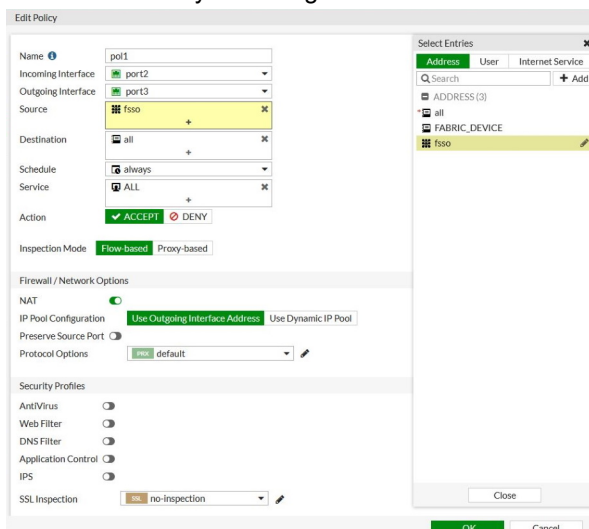 Edit Policy
Name
pol1
Incoming Interface
port2
Outgoing Interface
port3
Source
fsso
+
Destination
all
+
Schedule
always
Service
ALL
+
Action
ACCEPT DENY
Inspection Mode
Flow-based Proxy-based
Firewall / Network Options
NAT
IP Pool Configuration
Use Outgoing Interface Address Use Dynamic IP Pool
Preserve Source Port
Protocol Options
PRX default
Security Profiles
AntiVirus
Web Filter
DNS Filter
Application Control
IPS
SSL Inspection
SSL no-inspection
Select Entries
Address User Internet Service
Search + Add
ADDRESS (3)
all
FABRIC_DEVICE
fsso
Close
OK Cancel